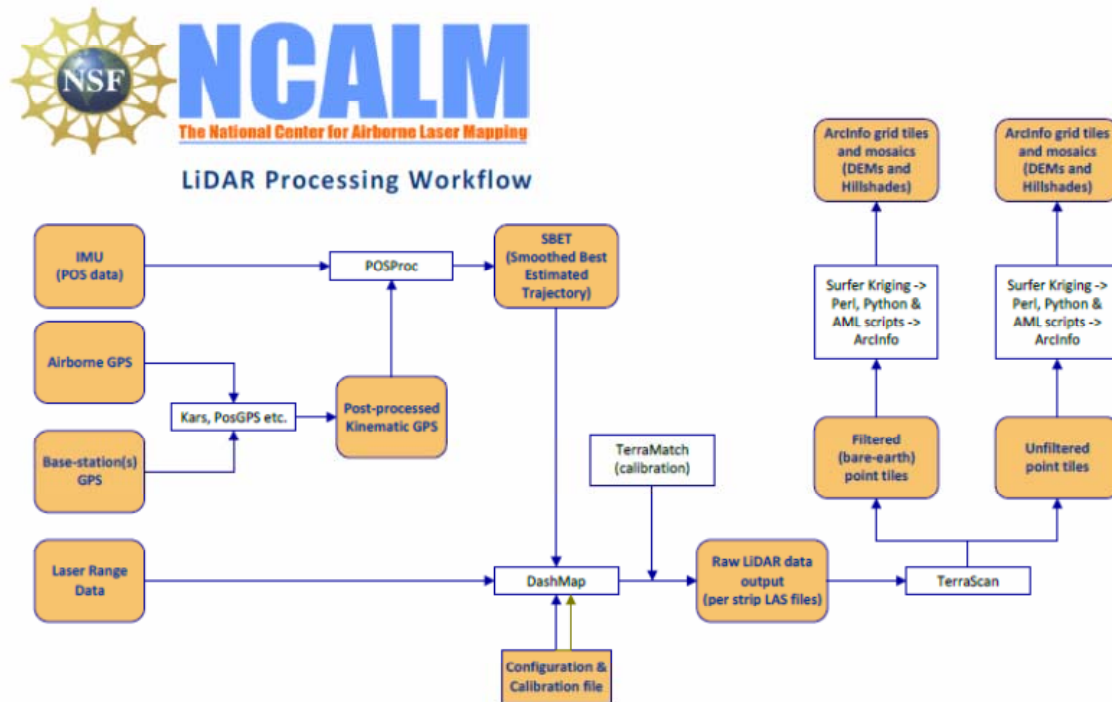 NSF
NCALM
The National Center for Airborne Laser Mapping
LiDAR Processing Workflow
IMU
(POS data)
POSProc
SBET
(Smoothed Best
Estimated
Trajectory)
Airborne GPS
Kars, PosGPS etc.
Post-processed
Kinematic GPS
Base-station(s)
GPS
Laser Range
Data
DashMap
Configuration &
Calibration file
TerraMatch
(calibration)
Raw LiDAR data
output
(per strip LAS files)
TerraScan
Filtered
(bare-earth)
point tiles
Unfiltered
point tiles
Surfer Kriging ->
Perl, Python &
AML scripts ->
ArcInfo
Surfer Kriging ->
Perl, Python &
AML scripts ->
ArcInfo
ArcInfo grid tiles
and mosaics
(DEMs and
Hillshades)
ArcInfo grid tiles
and mosaics
(DEMs and
Hillshades)